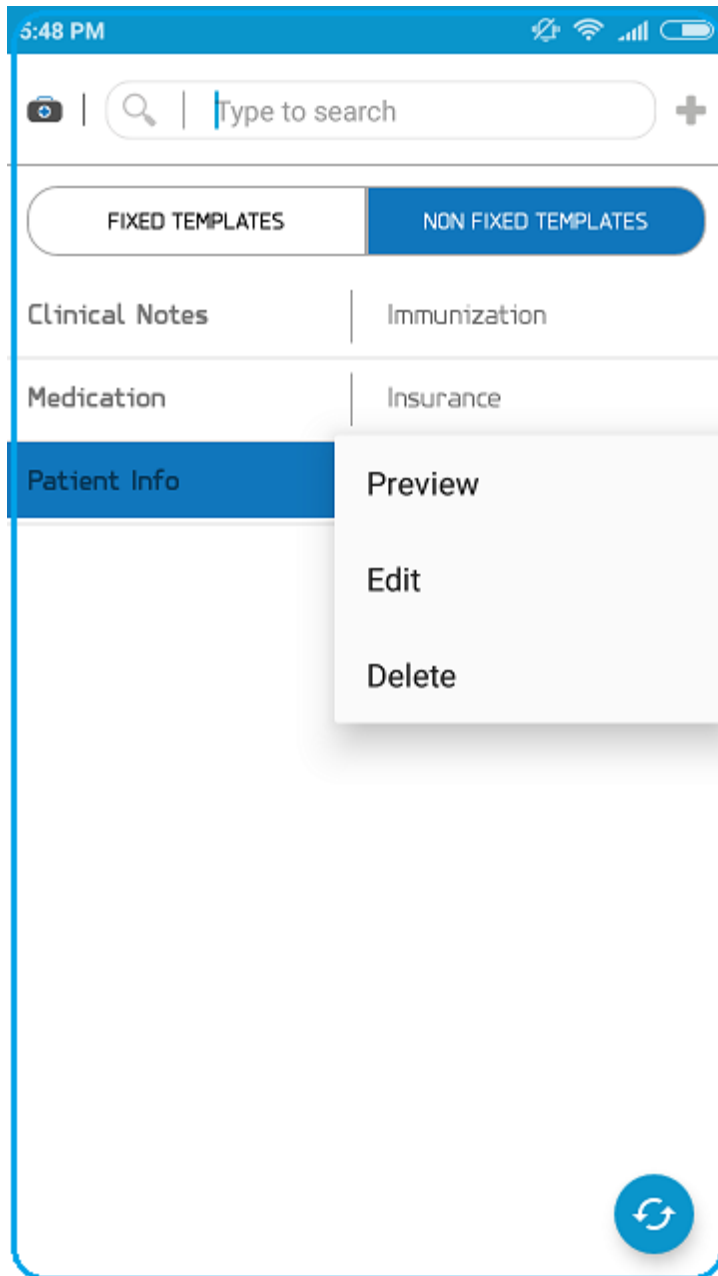 5:48 PM
Type to search
FIXED TEMPLATES NON FIXED TEMPLATES
Clinical Notes Immunization
Medication Insurance
Patient Info Preview
Edit
Delete